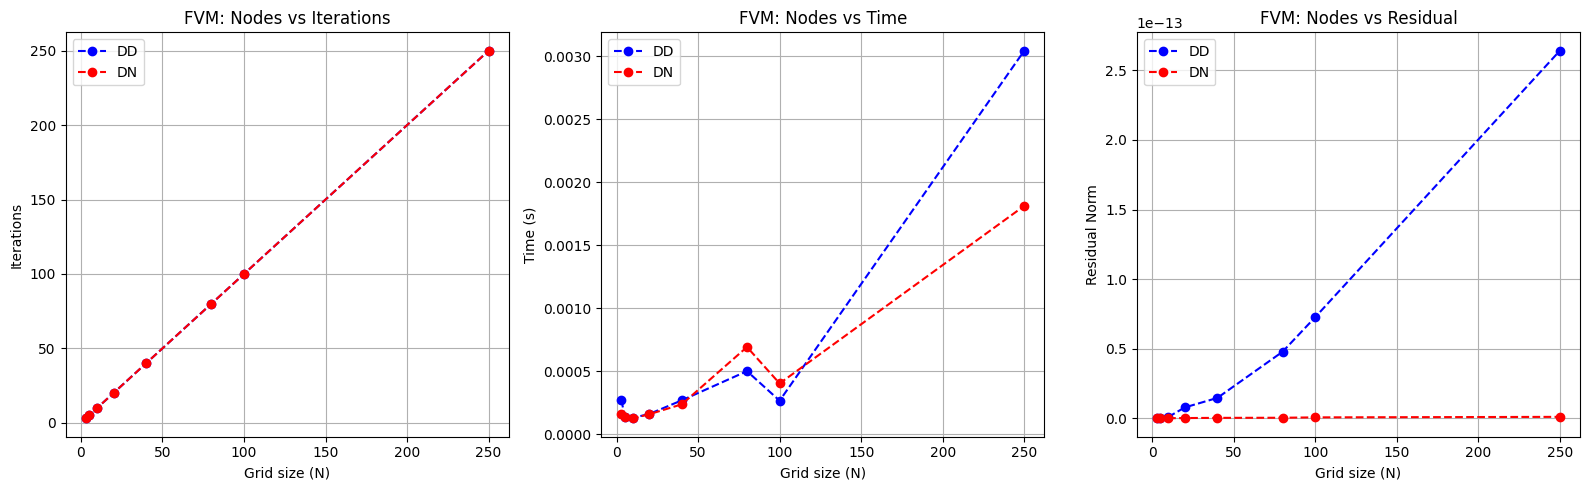 FVM: Nodes vs Iterations
DD
DN
250
200
150
100
50
0
Iterations
0 50 100 150 200 250
Grid size (N)
FVM: Nodes vs Time
DD
DN
0.0030
0.0025
0.0020
0.0015
0.0010
0.0005
0.0000
Time (s)
0 50 100 150 200 250
Grid size (N)
1e−13
FVM: Nodes vs Residual
DD
DN
2.5
2.0
1.5
1.0
0.5
0.0
Residual Norm
0 50 100 150 200 250
Grid size (N)